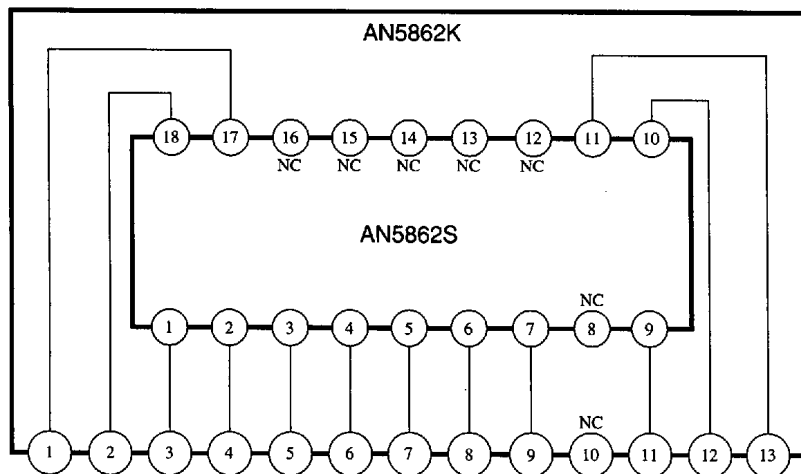 AN5862K
18 17 16 15 14 13 12 11 10
NC NC NC NC NC
AN5862S
NC
1 2 3 4 5 6 7 8 9
NC
1 2 3 4 5 6 7 8 9 10 11 12 13